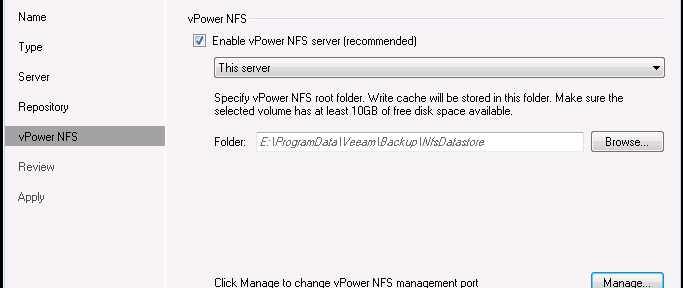 Name
Type
Server
Repository
vPower NFS
Review
Apply
vPower NFS
Enable vPower NFS server (recommended)
This server
Specify vPower NFS root folder. Write cache will be stored in this folder. Make sure the
selected volume has at least 10GB of free disk space available.
Folder: E:\ProgramData\Veeam\Backup\NfsDatastore Browse...
Click Manage to change vPower NFS management port Manage...